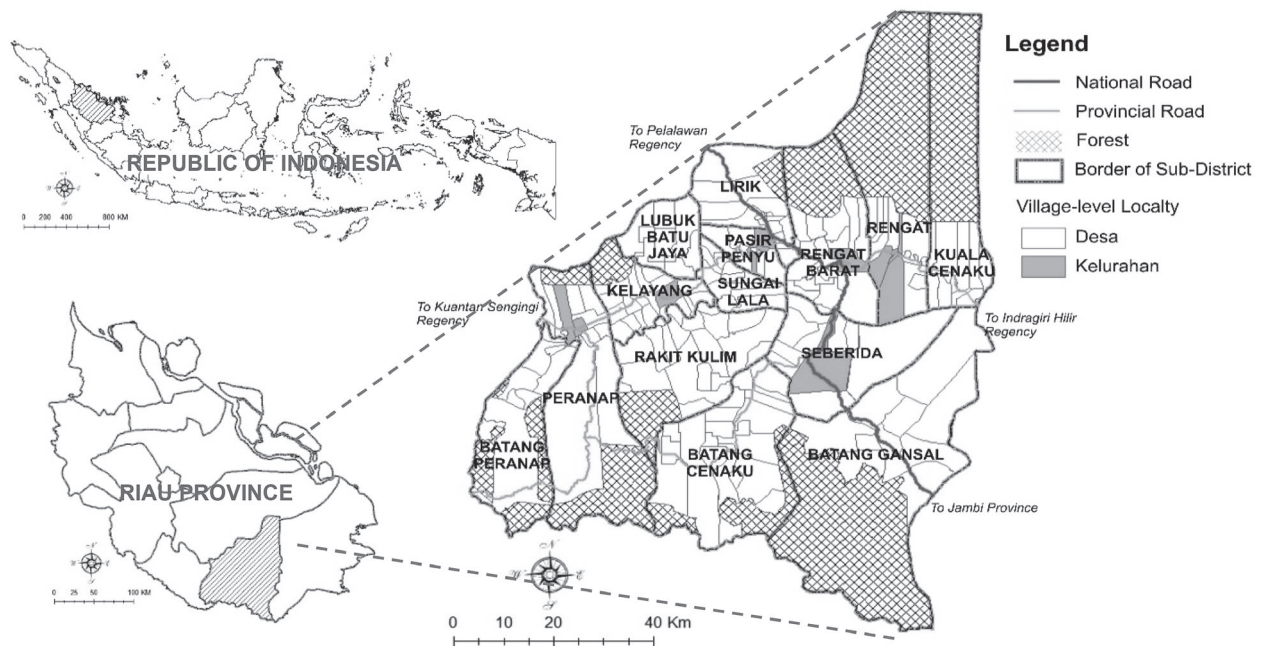 REPUBLIC OF INDONESIA
0 200 400 800 KM
RIAU PROVINCE
0 25 50 100 KM
To Pelalawan
Regency
To Kuantan Sengingi
Regency
To Indragiri Hilir
Regency
To Jambi Province
LIRIK
LUBUK
BATU
JAYA
PASIR
PENYU
RENGAT
RENGAT
BARAT
KUALA
CENAKU
KELAYANG
SUNGAI
LALA
RAKIT KULIM
SEBERIDA
PERANAP
BATANG
PERANAP
BATANG
CENAKU
BATANG GANSAL
N
E
S
W
0 10 20 40 Km
Legend
National Road
Provincial Road
Forest
Border of Sub-District
Village-level Localty
Desa
Kelurahan